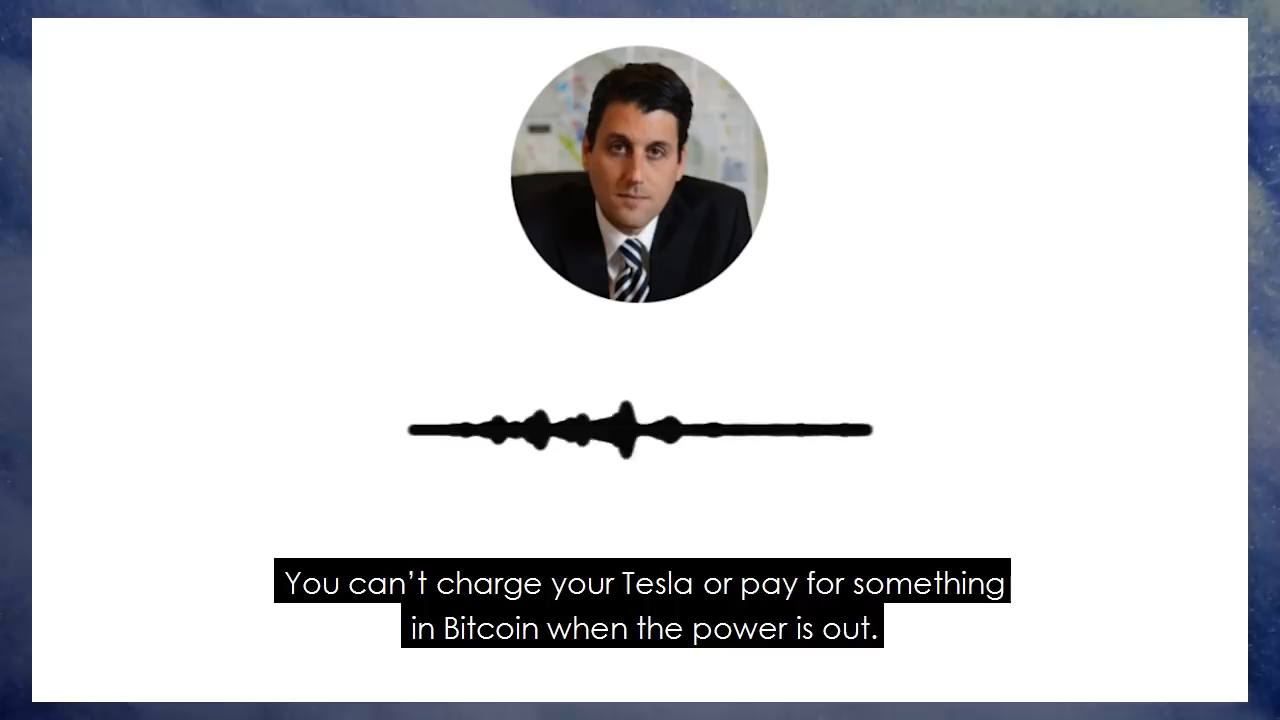 You can’t charge your Tesla or pay for something
in Bitcoin when the power is out.